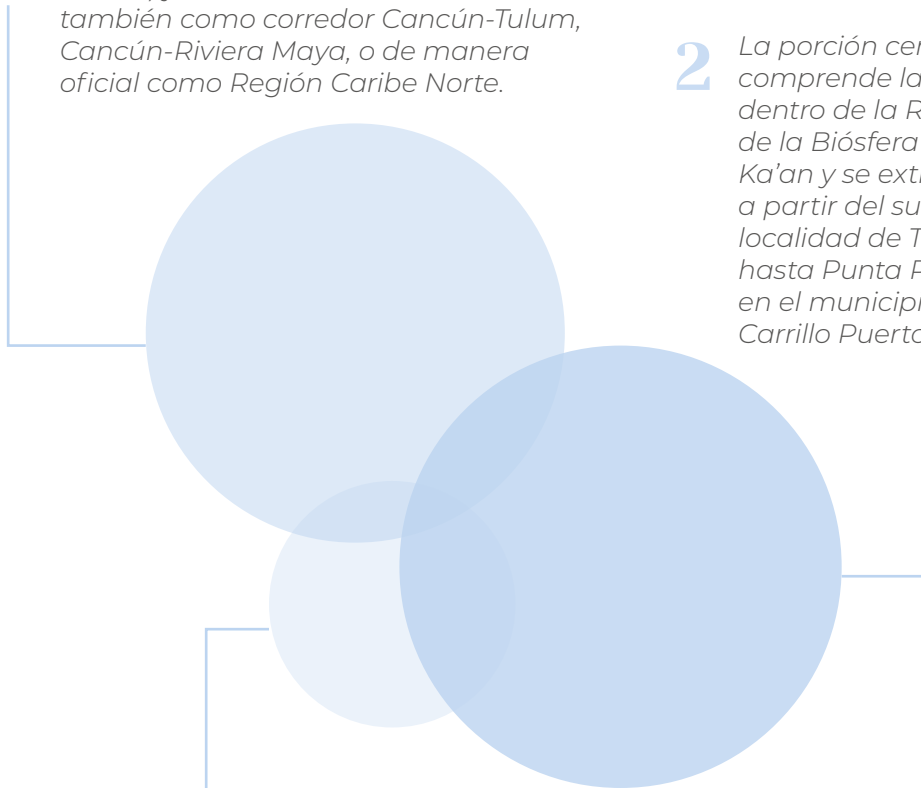 también como corredor Cancún-Tulum,
Cancún-Riviera Maya, o de manera
oficial como Región Caribe Norte.
2
La porción
comprende
dentro de la
de la Biósfera
Ka’an y se
a partir del
localidad de
hasta Punta
en el
Carrillo Puerto